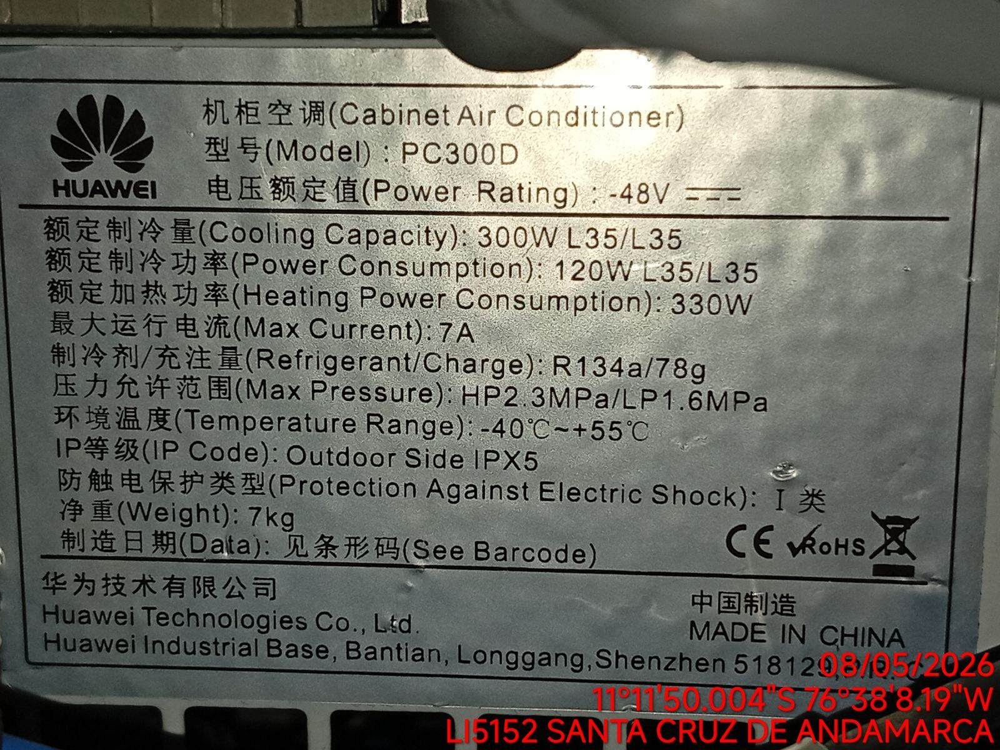 HUAWEI
机柜空调(Cabinet Air Conditioner)
型号(Model) : PC300D
电压额定值(Power Rating) : -48V
额定制冷量(Cooling Capacity): 300W L35/L35
额定制冷功率(Power Consumption): 120W L35/L35
额定加热功率(Heating Power Consumption): 330W
最大运行电流(Max Current): 7A
制冷剂/充注量(Refrigerant/Charge): R134a/78g
压力允许范围(Max Pressure): HP2.3MPa/LP1.6MPa
环境温度(Temperature Range): -40℃~+55℃
IP等级(IP Code): Outdoor Side IPX5
防触电保护类型(Protection Against Electric Shock): I 类
净重(Weight): 7kg
制造日期(Data): 见条形码(See Barcode)
CE RoHS
华为技术有限公司
Huawei Technologies Co., Ltd.
Huawei Industrial Base, Bantian, Longgang,Shenzhen 518129,
中国制造
MADE IN CHINA
08/05/2026
11°11'50.004"S 76°38'8.19"W
LI5152 SANTA CRUZ DE ANDAMARCA